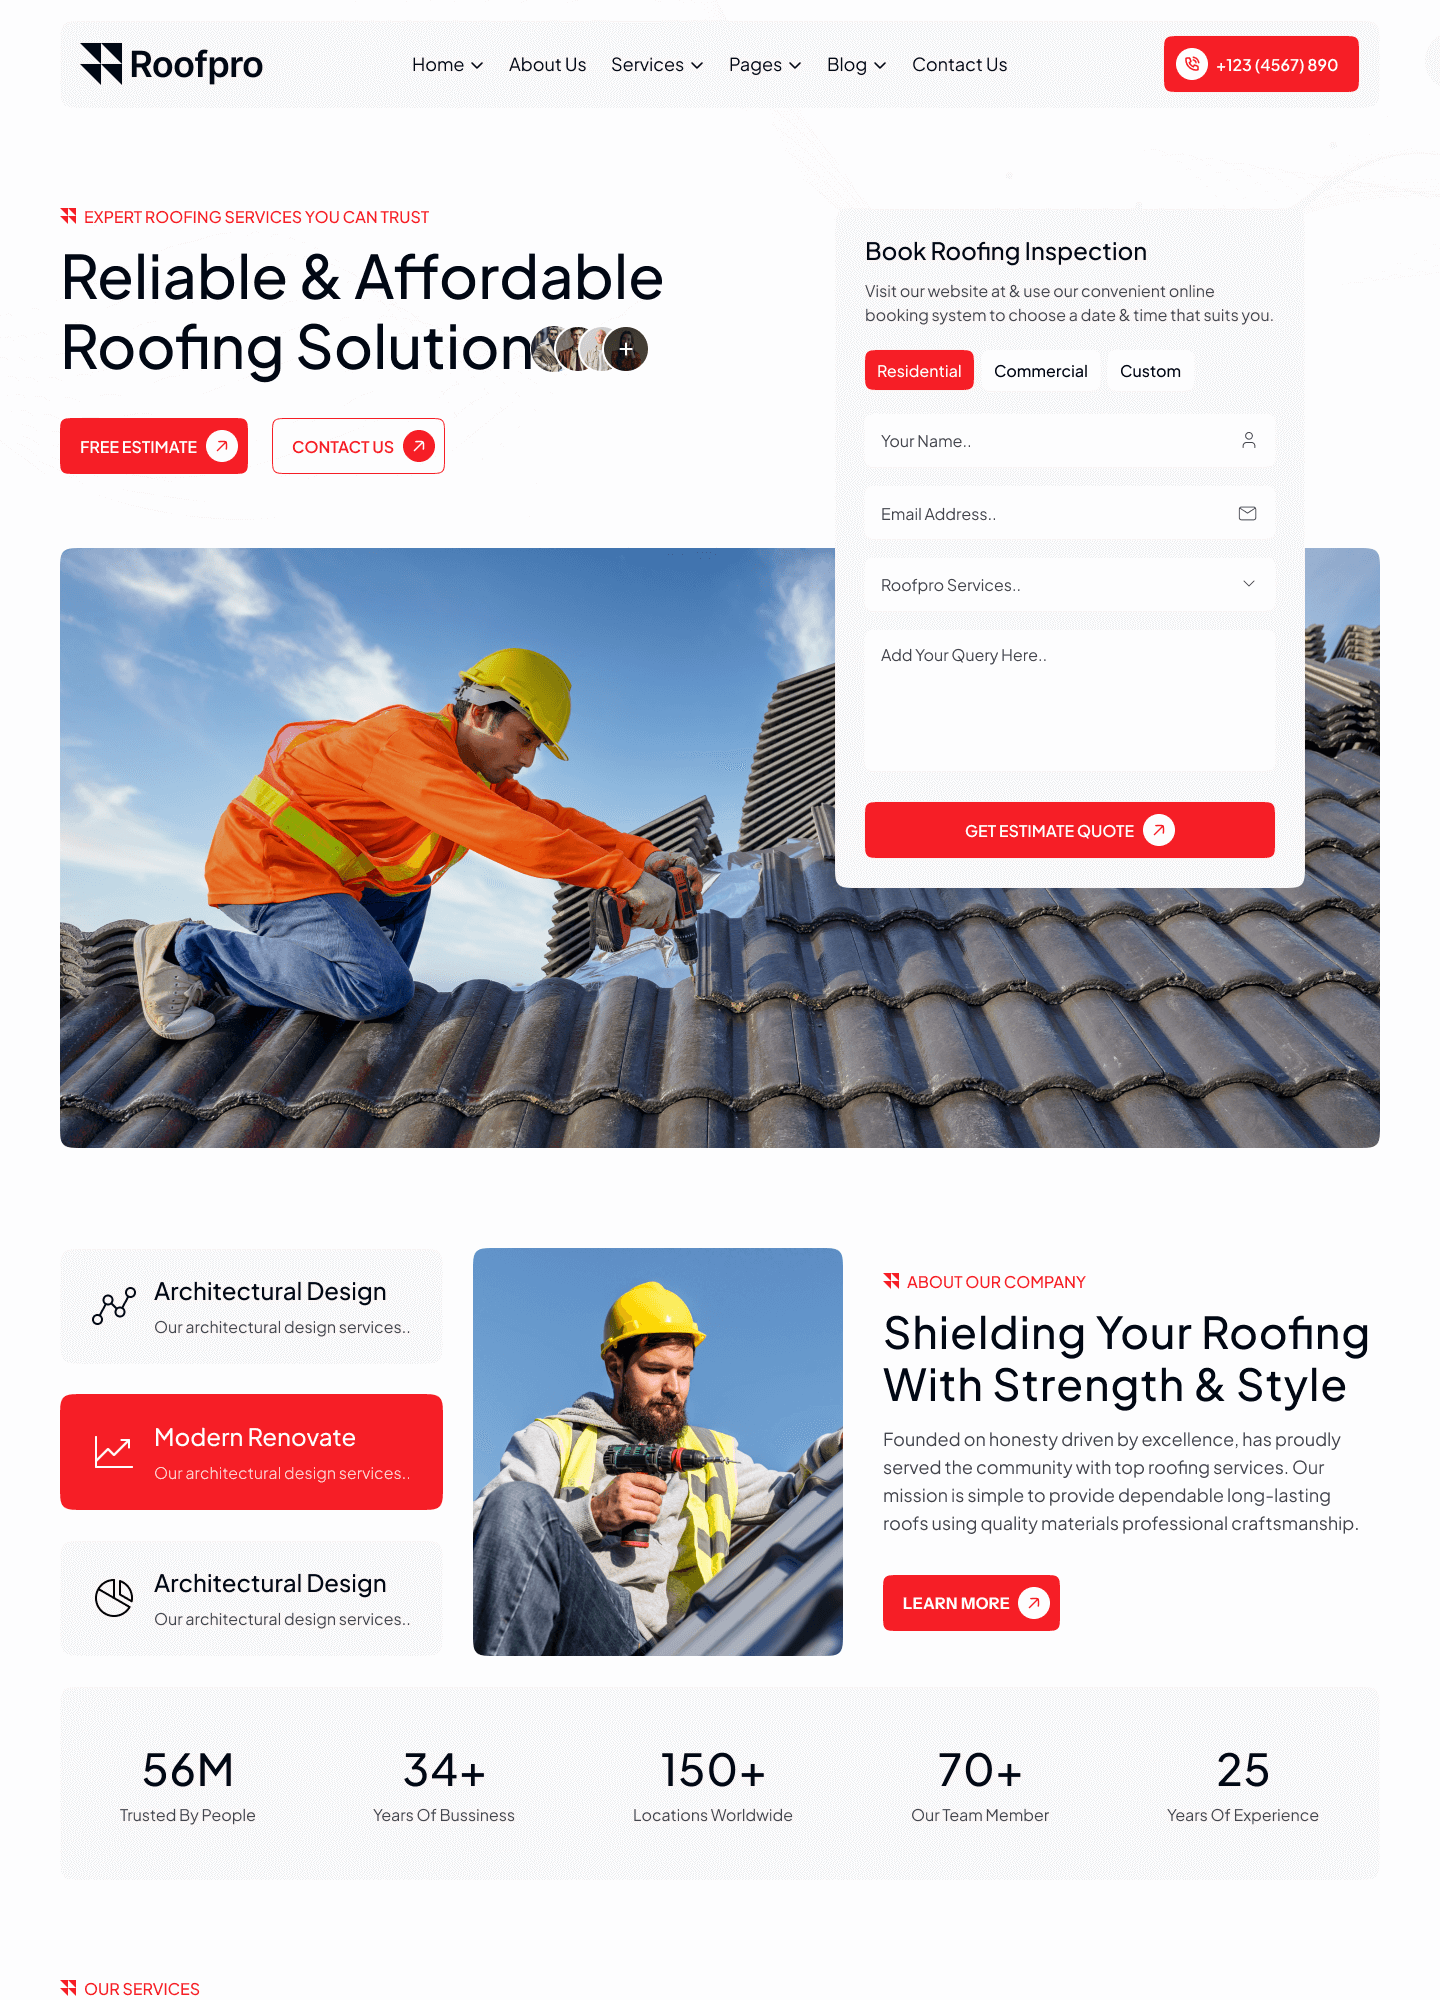 Roofpro
Home
About Us
Services
Pages
Blog
Contact Us
+123 (4567) 890
EXPERT ROOFING SERVICES YOU CAN TRUST
Reliable & Affordable
Roofing Solution
+
FREE ESTIMATE
CONTACT US
Book Roofing Inspection
Visit our website at & use our convenient online
booking system to choose a date & time that suits you.
Residential
Commercial
Custom
Your Name..
Email Address..
Roofpro Services..
Add Your Query Here..
GET ESTIMATE QUOTE
Architectural Design
Our architectural design services..
Modern Renovate
Our architectural design services..
Architectural Design
Our architectural design services..
ABOUT OUR COMPANY
Shielding Your Roofing
With Strength & Style
Founded on honesty driven by excellence, has proudly
served the community with top roofing services. Our
mission is simple to provide dependable long-lasting
roofs using quality materials professional craftsmanship.
LEARN MORE
56M
Trusted By People
34+
Years Of Bussiness
150+
Locations Worldwide
70+
Our Team Member
25
Years Of Experience
OUR SERVICES